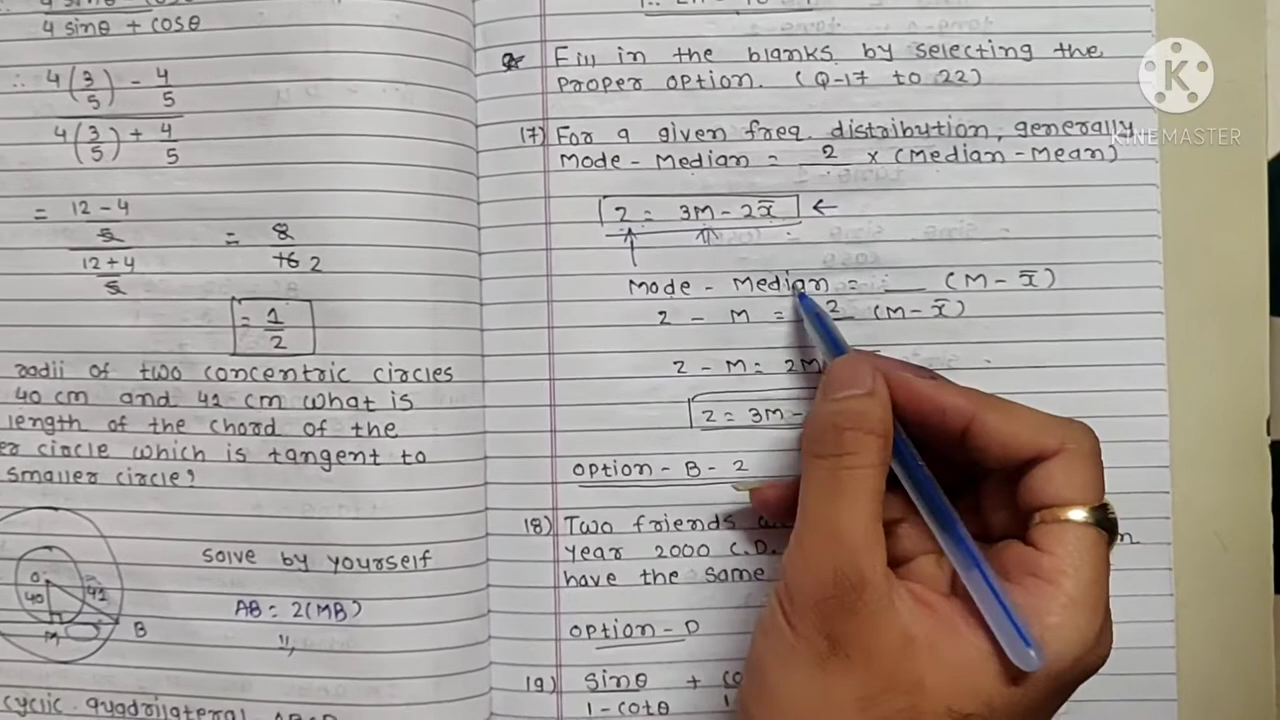 4 sinθ + cosθ
∴ 4(3/5) - 4/5
4(3/5) + 4/5
= 12 - 4
5
12 + 4
5
= 8
16 2
= 1/2
radii of two concentric circles
40 cm and 42 cm what is
length of the chord of the
er circle which is tangent to
smaller circle?
Solve by yourself
O
40
42
AB = 2(MB)
M
B
cyclic quadrilateral
Fill in the blanks by selecting the
proper option. (Q-17 to 22)
17) For a given freq. distribution, generally
Mode - Median = 2 × (Median - Mean)
Z = 3M - 2x̄ ←
Mode - Median = __ (M - x̄)
Z - M = 2 (M - x̄)
Z - M = 2M
Z = 3M -
Option - B - 2
18) Two friends
year 2000 C.D.
have the same
Option - D
19) sinθ +
1 - cotθ
K
KINEMASTER